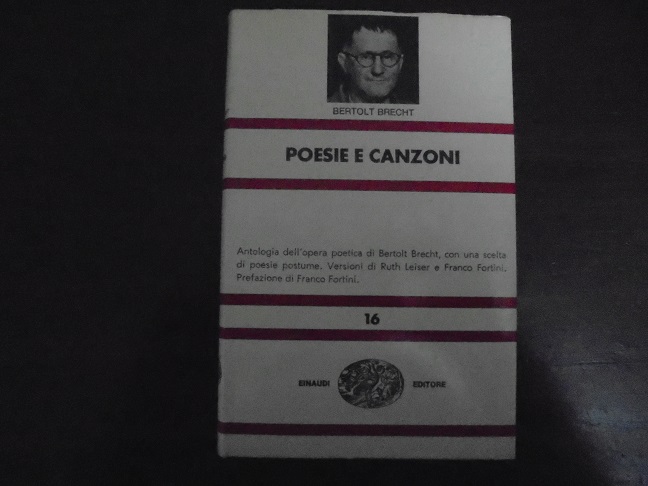 BERTOLT BRECHT
POESIE E CANZONI
Antologia dell'opera poetica di Bertolt Brecht, con una scelta
di poesie postume. Versioni di Ruth Leiser e Franco Fortini.
Prefazione di Franco Fortini.
16
EINAUDI EDITORE